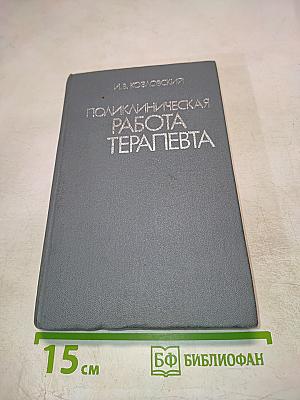 И.В. КОЗЛОВСКИЙ
ПОЛИКЛИНИЧЕСКАЯ
РАБОТА
ТЕРАПЕВТА
15 см
БФ БИБЛИОФАН